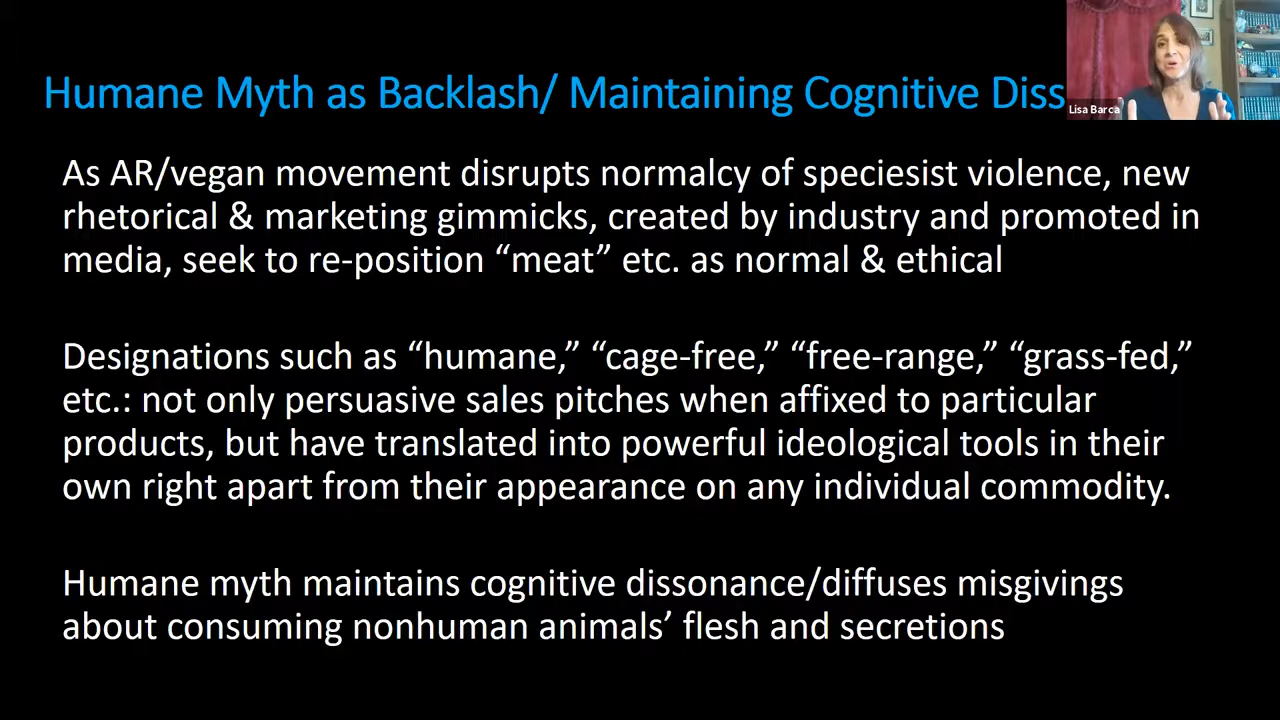 Humane Myth as Backlash/ Maintaining Cognitive Diss
Lisa Barca
As AR/vegan movement disrupts normalcy of speciesist violence, new
rhetorical & marketing gimmicks, created by industry and promoted in
media, seek to re-position “meat” etc. as normal & ethical
Designations such as “humane,” “cage-free,” “free-range,” “grass-fed,”
etc.: not only persuasive sales pitches when affixed to particular
products, but have translated into powerful ideological tools in their
own right apart from their appearance on any individual commodity.
Humane myth maintains cognitive dissonance/diffuses misgivings
about consuming nonhuman animals’ flesh and secretions